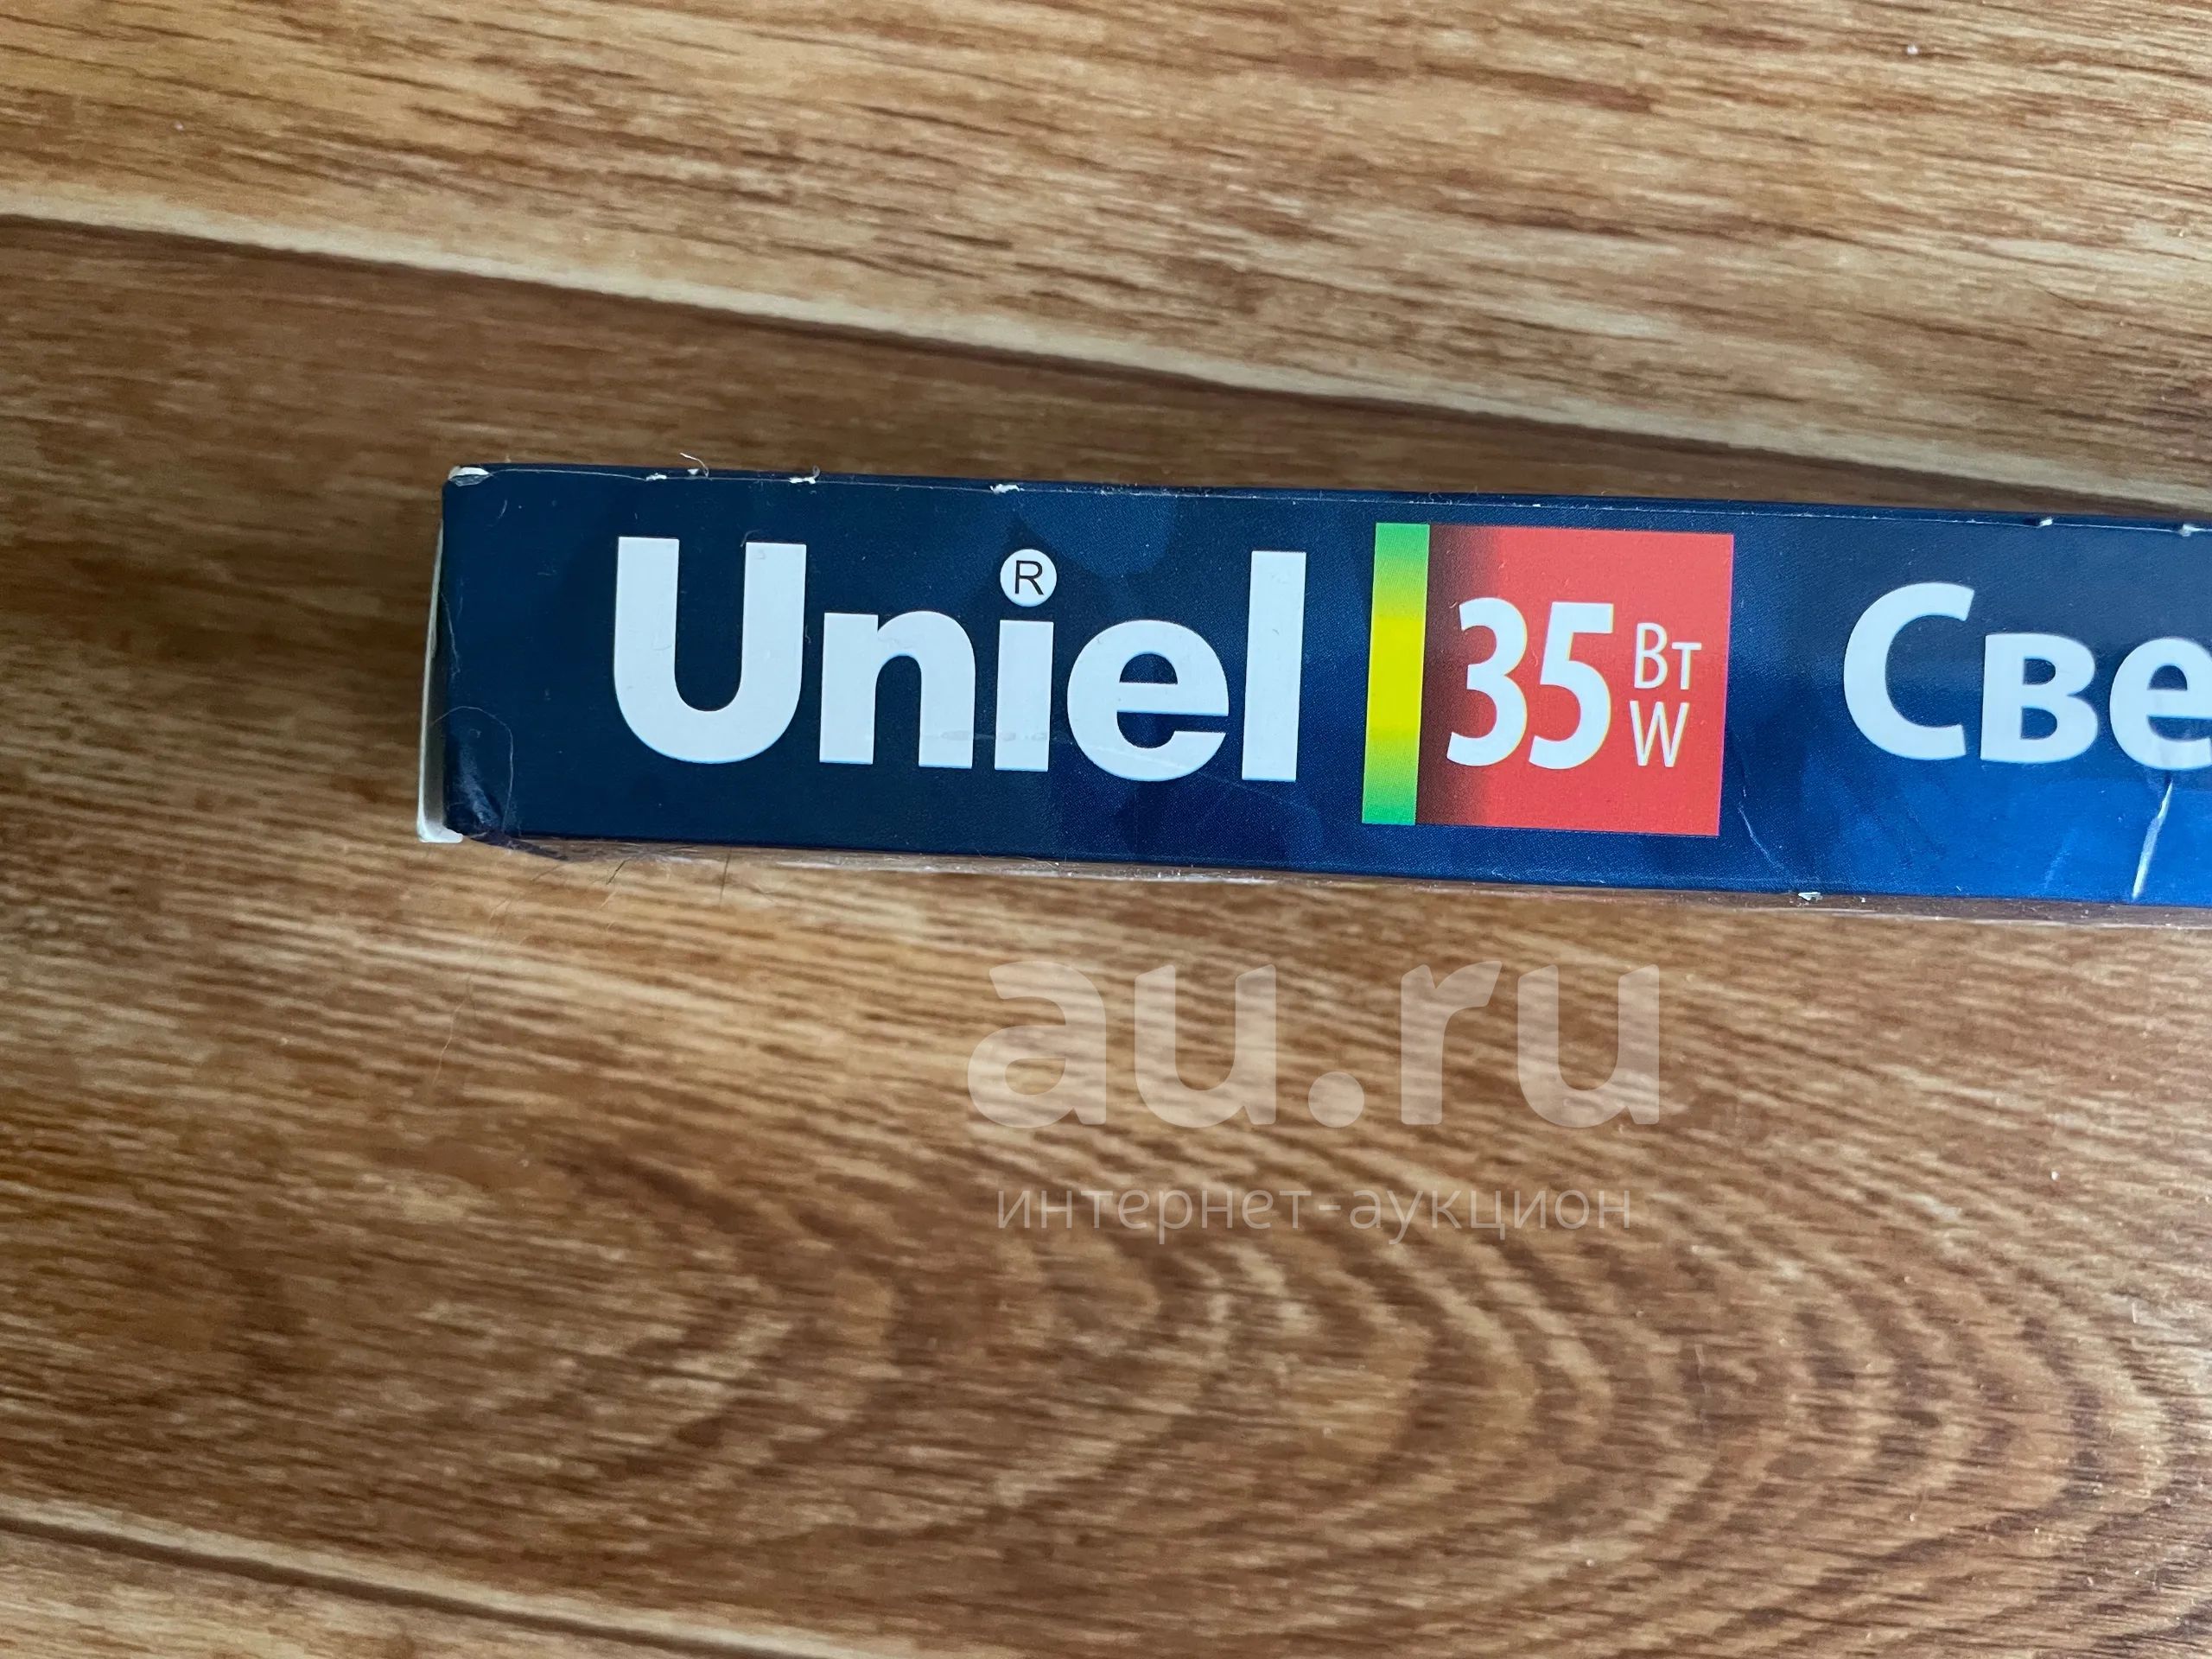 Uniel® 35 Вт W Све
au.ru
интернет-аукцион